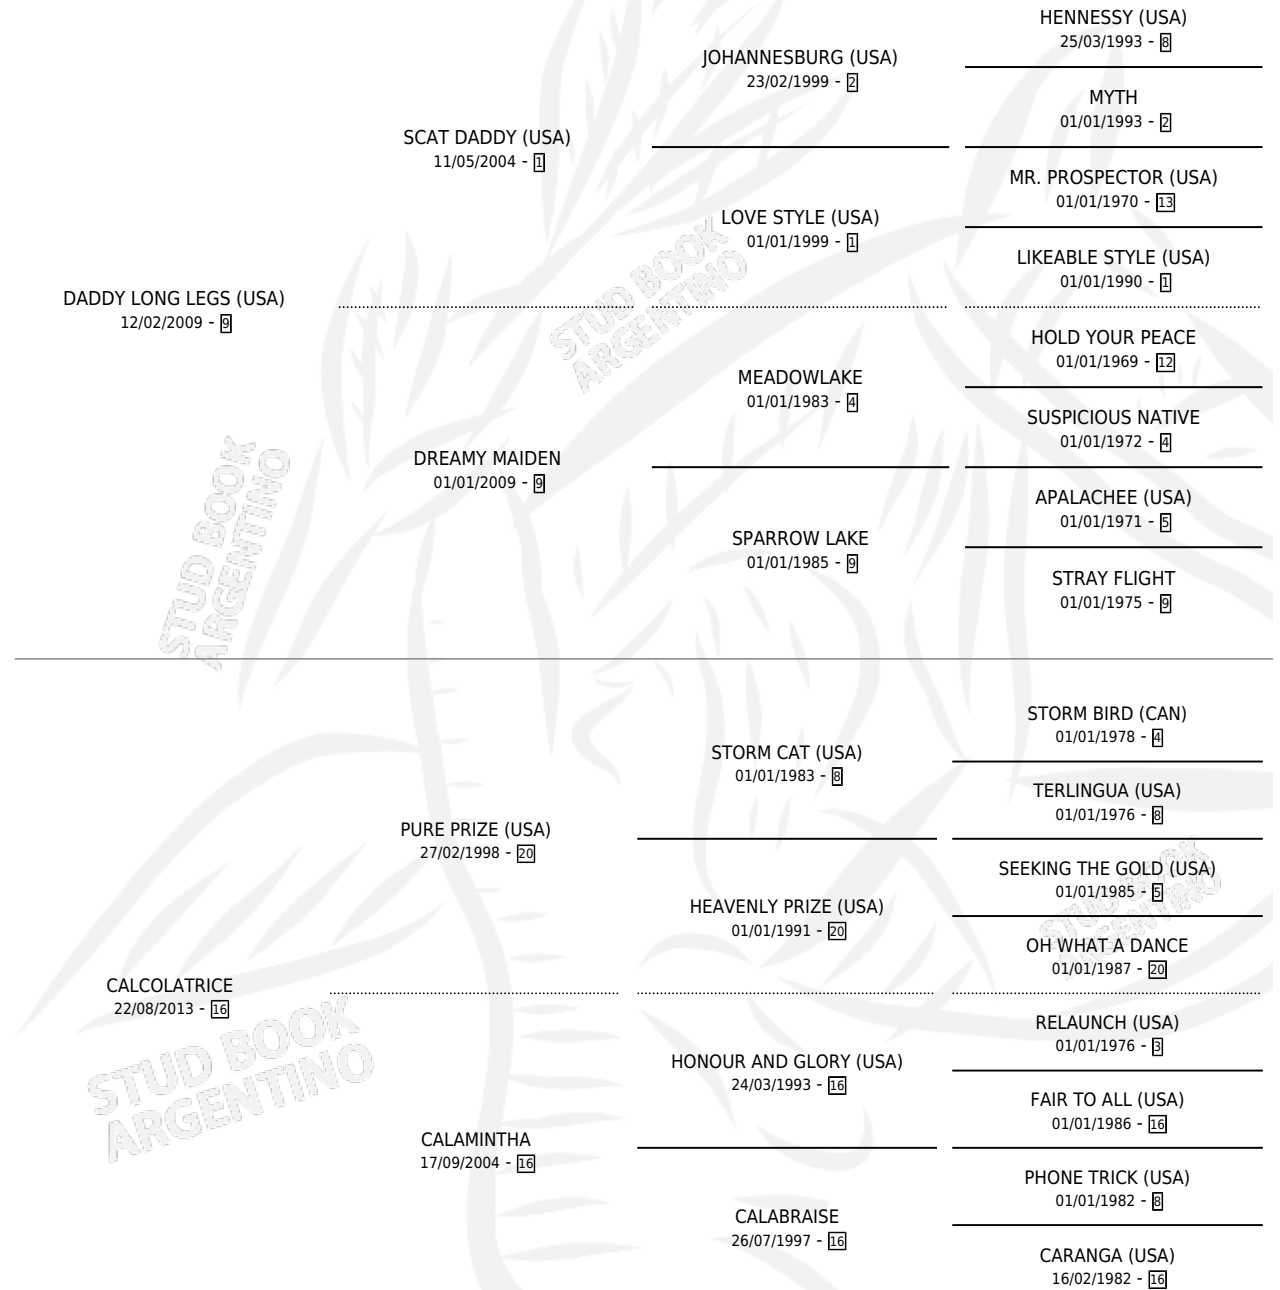 HENNESSY (USA)
25/03/1993 - 8
JOHANNESBURG (USA)
23/02/1999 - 2
MYTH
01/01/1993 - 2
SCAT DADDY (USA)
11/05/2004 - 1
MR. PROSPECTOR (USA)
01/01/1970 - 13
LOVE STYLE (USA)
01/01/1999 - 1
LIKEABLE STYLE (USA)
01/01/1990 - 1
DADDY LONG LEGS (USA)
12/02/2009 - 9
HOLD YOUR PEACE
01/01/1969 - 12
MEADOWLAKE
01/01/1983 - 4
SUSPICIOUS NATIVE
01/01/1972 - 4
DREAMY MAIDEN
01/01/2009 - 9
APALACHEE (USA)
01/01/1971 - 5
SPARROW LAKE
01/01/1985 - 9
STRAY FLIGHT
01/01/1975 - 9
STORM BIRD (CAN)
01/01/1978 - 4
STORM CAT (USA)
01/01/1983 - 8
TERLINGUA (USA)
01/01/1976 - 8
PURE PRIZE (USA)
27/02/1998 - 20
SEEKING THE GOLD (USA)
01/01/1985 - 5
HEAVENLY PRIZE (USA)
01/01/1991 - 20
OH WHAT A DANCE
01/01/1987 - 20
CALCOLATRICE
22/08/2013 - 16
RELAUNCH (USA)
01/01/1976 - 3
HONOUR AND GLORY (USA)
24/03/1993 - 16
FAIR TO ALL (USA)
01/01/1986 - 16
CALAMINTHA
17/09/2004 - 16
PHONE TRICK (USA)
01/01/1982 - 8
CALABRAISE
26/07/1997 - 16
CARANGA (USA)
16/02/1982 - 16
STUD BOOK
ARGENTINO
STUD BOOK
ARGENTINO
STUD BOOK
ARGENTINO
STUD BOOK
ARGENTINO